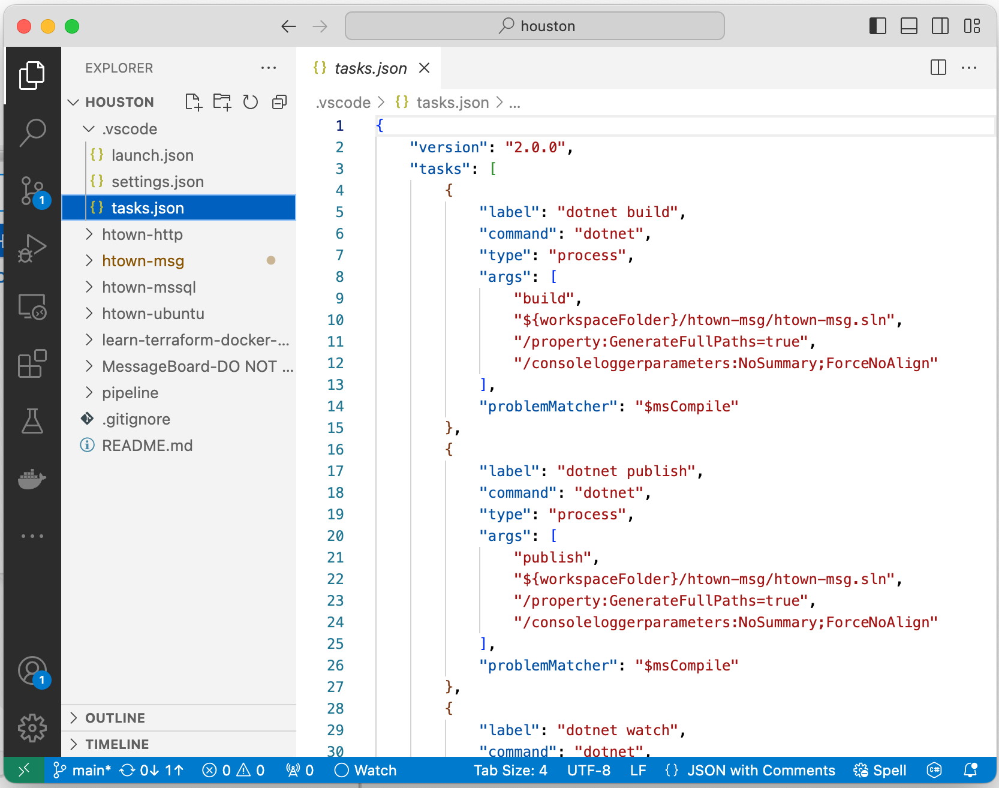 houston
EXPLORER
HOUSTON
.vscode
launch.json
settings.json
tasks.json
htown-http
htown-msg
htown-mssql
htown-ubuntu
learn-terraform-docker-...
MessageBoard-DO NOT ...
pipeline
.gitignore
README.md
OUTLINE
TIMELINE
1
1
{} tasks.json
.vscode > {} tasks.json > ...
1 {
2 "version": "2.0.0",
3 "tasks": [
4 {
5 "label": "dotnet build",
6 "command": "dotnet",
7 "type": "process",
8 "args": [
9 "build",
10 "${workspaceFolder}/htown-msg/htown-msg.sln",
11 "/property:GenerateFullPaths=true",
12 "/consoleloggerparameters:NoSummary;ForceNoAlign"
13 ],
14 "problemMatcher": "$msCompile"
15 },
16 {
17 "label": "dotnet publish",
18 "command": "dotnet",
19 "type": "process",
20 "args": [
21 "publish",
22 "${workspaceFolder}/htown-msg/htown-msg.sln",
23 "/property:GenerateFullPaths=true",
24 "/consoleloggerparameters:NoSummary;ForceNoAlign"
25 ],
26 "problemMatcher": "$msCompile"
27 },
28 {
29 "label": "dotnet watch",
30 "command": "dotnet",
main* 0↓ 1↑ 0 0 0 Watch Tab Size: 4 UTF-8 LF {} JSON with Comments Spell